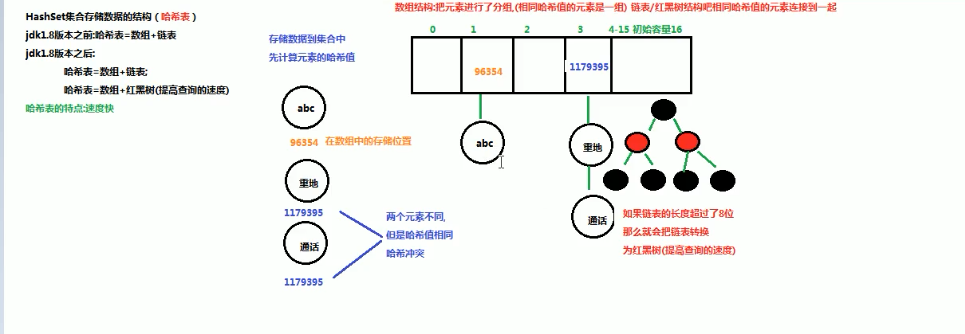 数组结构:把元素进行了分组,(相同哈希值的元素是一组) 链表/红黑树结构吧相同哈希值的元素连接到一起
HashSet集合存储数据的结构（哈希表）
jdk1.8版本之前:哈希表=数组+链表
jdk1.8版本之后:
哈希表=数组+链表;
哈希表=数组+红黑树(提高查询的速度)
哈希表的特点:速度快
存储数据到集合中
先计算元素的哈希值
abc
96354 在数组中的存储位置
重地
1179395
通话
1179395
两个元素不同,
但是哈希值相同
哈希冲突
0 1 2 3 4-15 初始容量16
96354
1179395
abc
重地
通话
如果链表的长度超过了8位
那么就会把链表转换
为红黑树(提高查询的速度)